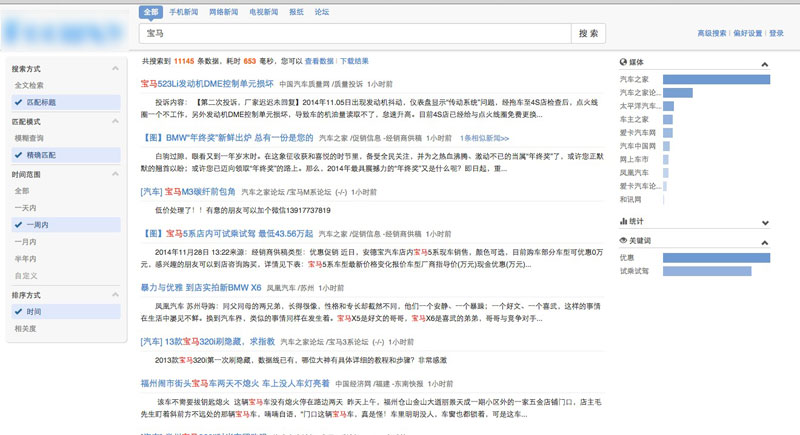 全部 手机新闻 网络新闻 电视新闻 报纸 论坛
宝马
搜 索
高级搜索 | 偏好设置 | 登录
搜索方式
全文检索
匹配标题
匹配模式
模糊查询
精确匹配
时间范围
全部
一天内
一周内
一月内
半年内
自定义
排序方式
时间
相关度
共搜索到 11145 条数据，耗时 653 毫秒，您可以 查看数据 | 下载结果
宝马523Li发动机DME控制单元损坏 中国汽车质量网 /质量投诉 1小时前
投诉内容： 【第二次投诉，厂家迟迟未回复】2014年11.05日出现发动机抖动，仪表盘显示“传动系统”问题，经拖车至4S店检查后，点火线
圈一个不工作，另外发动机DME控制单元损坏，导致车的机油量读取不了，怠速升高。目前4S店已经给与点火线圈免费更换...
【图】BMW“年终奖”新鲜出炉 总有一份是您的 汽车之家 /促销信息 -经销商供稿 1小时前 1条相似新闻>>
白驹过隙，眼看又到一年岁末时。在这象征收获和喜悦的时节里，备受全民关注，并为之热血沸腾、激动不已的当属“年终奖”了，或许您正默
默的翘首以盼；或许您已迈向领取“年终奖”的路上。那么，2014年最具震撼力的“年终奖”又是什么呢？即日起，重...
[汽车] 宝马M3碳纤前包角 汽车之家论坛 /宝马M系论坛 (-/-) 1小时前
低价处理了！！有意的朋友可以加个微信13917737819
【图】宝马5系店内可试乘试驾 最低43.56万起 汽车之家 /促销信息 -经销商供稿 1小时前
2014年11月28日 13:22来源：经销商供稿类型：优惠促销 近日，安德宝汽车店内宝马5系现车销售，颜色可选，目前购车部分车型可优惠0万
元，感兴趣的朋友可以到店咨询购买，详情见下表：宝马5系车型最新价格变化报价车型厂商指导价(万元)现金优惠(万元)...
暴力与优雅 到店实拍新BMW X6 凤凰汽车 /苏州 1小时前
凤凰汽车 苏州导购：同父同母的两兄弟，长得很像，性格和专长却截然不同，他们一个安静、一个暴躁；一个好文、一个喜武，这样的事情
在生活中屡见不鲜。换到汽车界，类似的事情同样在发生着。宝马X5是好文的哥哥，宝马X6是喜武的弟弟，哥哥与竞争对手...
[汽车] 13款宝马320i刷隐藏，求指教 汽车之家论坛 /宝马3系论坛 (-/-) 1小时前
2013款宝马320i第一次刷隐藏，数据线已有，哪位大神有具体详细的教程和步骤？非常感激
福州闹市街头宝马车两天不熄火 车上没人车灯亮着 中国经济网 /福建 -东南快报 1小时前
该车不需要拔钥匙熄火 这辆宝马车没有熄火停在路边两天 昨天上午，福州仓山金山大道丽景天成一期小区外的一家五金店铺门口，店主毛
先生盯着斜前方不远处的那辆宝马车，喃喃自语，“门口这辆宝马车，真是怪！车里明明没人，车窗也都锁着，可是这车...
媒体
汽车之家
汽车之家论...
太平洋汽车...
车主之家
爱卡汽车网
汽车中国网
网上车市
凤凰汽车
爱卡汽车论...
和讯网
统计
关键词
优惠
试乘试驾